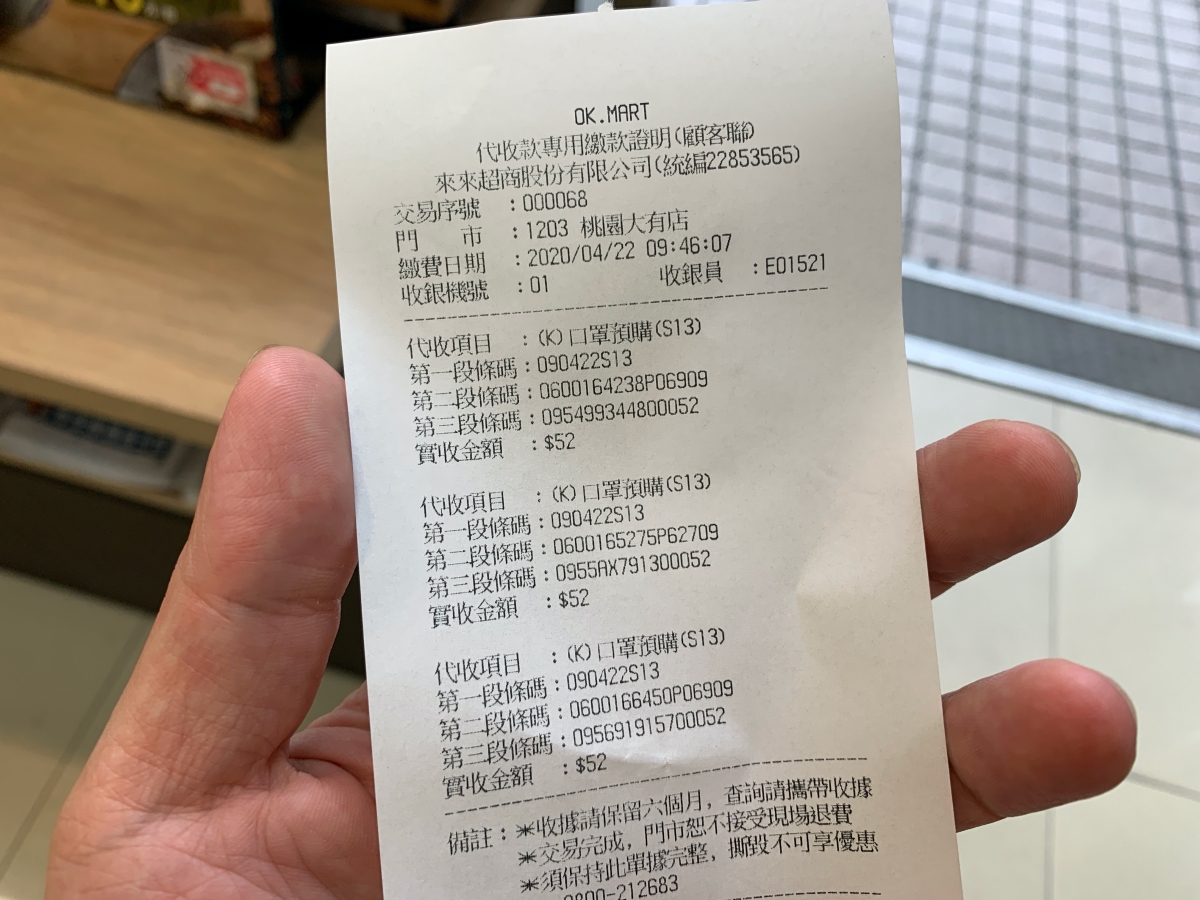 OK.MART
代收款專用繳款證明(顧客聯)
來來超商股份有限公司(統編22853565)
交易序號 :000068
門 市 :1203 桃園大有店
繳費日期 :2020/04/22 09:46:07
收銀機號 :01 收銀員 :E01521
代收項目 :(K)口罩預購(S13)
第一段條碼:090422S13
第二段條碼:0600164238P06909
第三段條碼:095499344800052
實收金額 :$52
代收項目 :(K)口罩預購(S13)
第一段條碼:090422S13
第二段條碼:0600165275P62709
第三段條碼:0955AX791300052
實收金額 :$52
代收項目 :(K)口罩預購(S13)
第一段條碼:090422S13
第二段條碼:0600166450P06909
第三段條碼:095691915700052
實收金額 :$52
備註:*收據請保留六個月,查詢請攜帶收據
*交易完成,門市恕不接受現場退費
*須保持此單據完整,撕毀不可享優惠
0800-212683